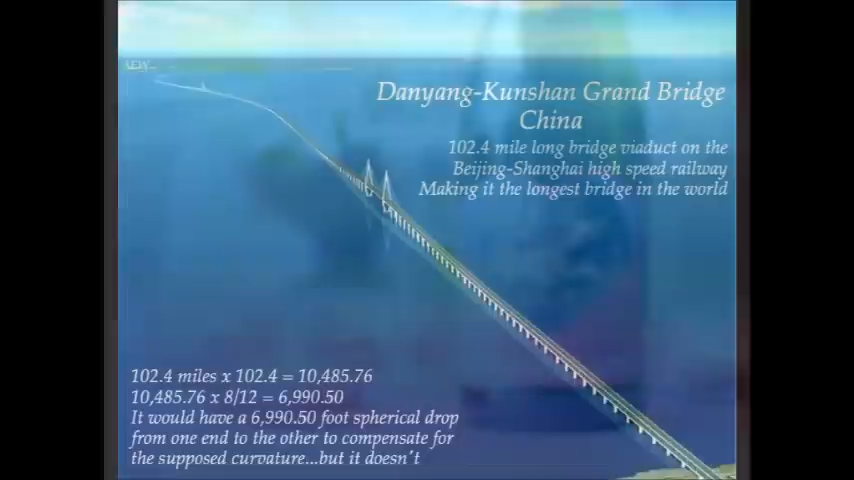 Danyang-Kunshan Grand Bridge
China
102.4 mile long bridge viaduct on the
Beijing-Shanghai high speed railway
Making it the longest bridge in the world
102.4 miles x 102.4 = 10,485.76
10,485.76 x 8/12 = 6,990.50
It would have a 6,990.50 foot spherical drop
from one end to the other to compensate for
the supposed curvature...but it doesn't